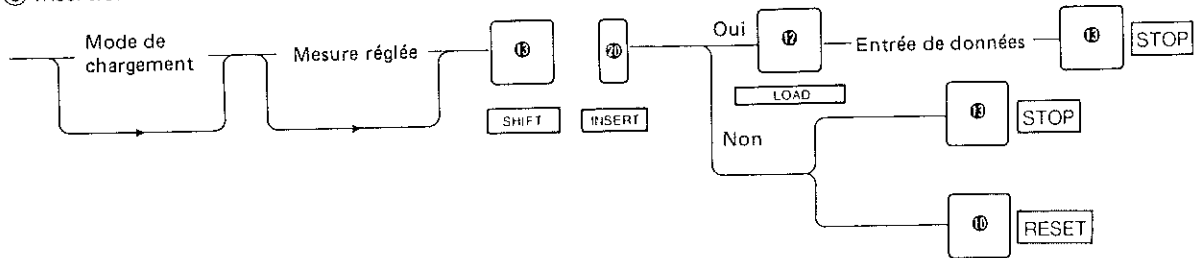 Mode de
chargement
Mesure réglée
⑬
SHIFT
⑳
INSERT
Oui
⑫
LOAD
Entrée de données
⑬
STOP
Non
⑬
STOP
⑩
RESET